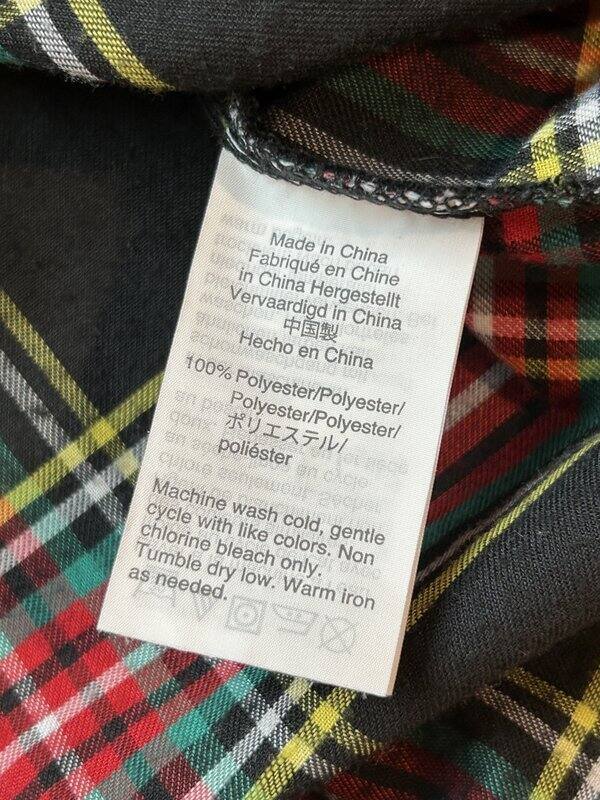 Made in China
Fabriqué en Chine
in China Hergestellt
Vervaardigd in China
中国製
Hecho en China
100% Polyester/Polyester/
Polyester/Polyester/
ポリエステル/
poliéster
Machine wash cold, gentle
cycle with like colors. Non
chlorine bleach only.
Tumble dry low. Warm iron
as needed.